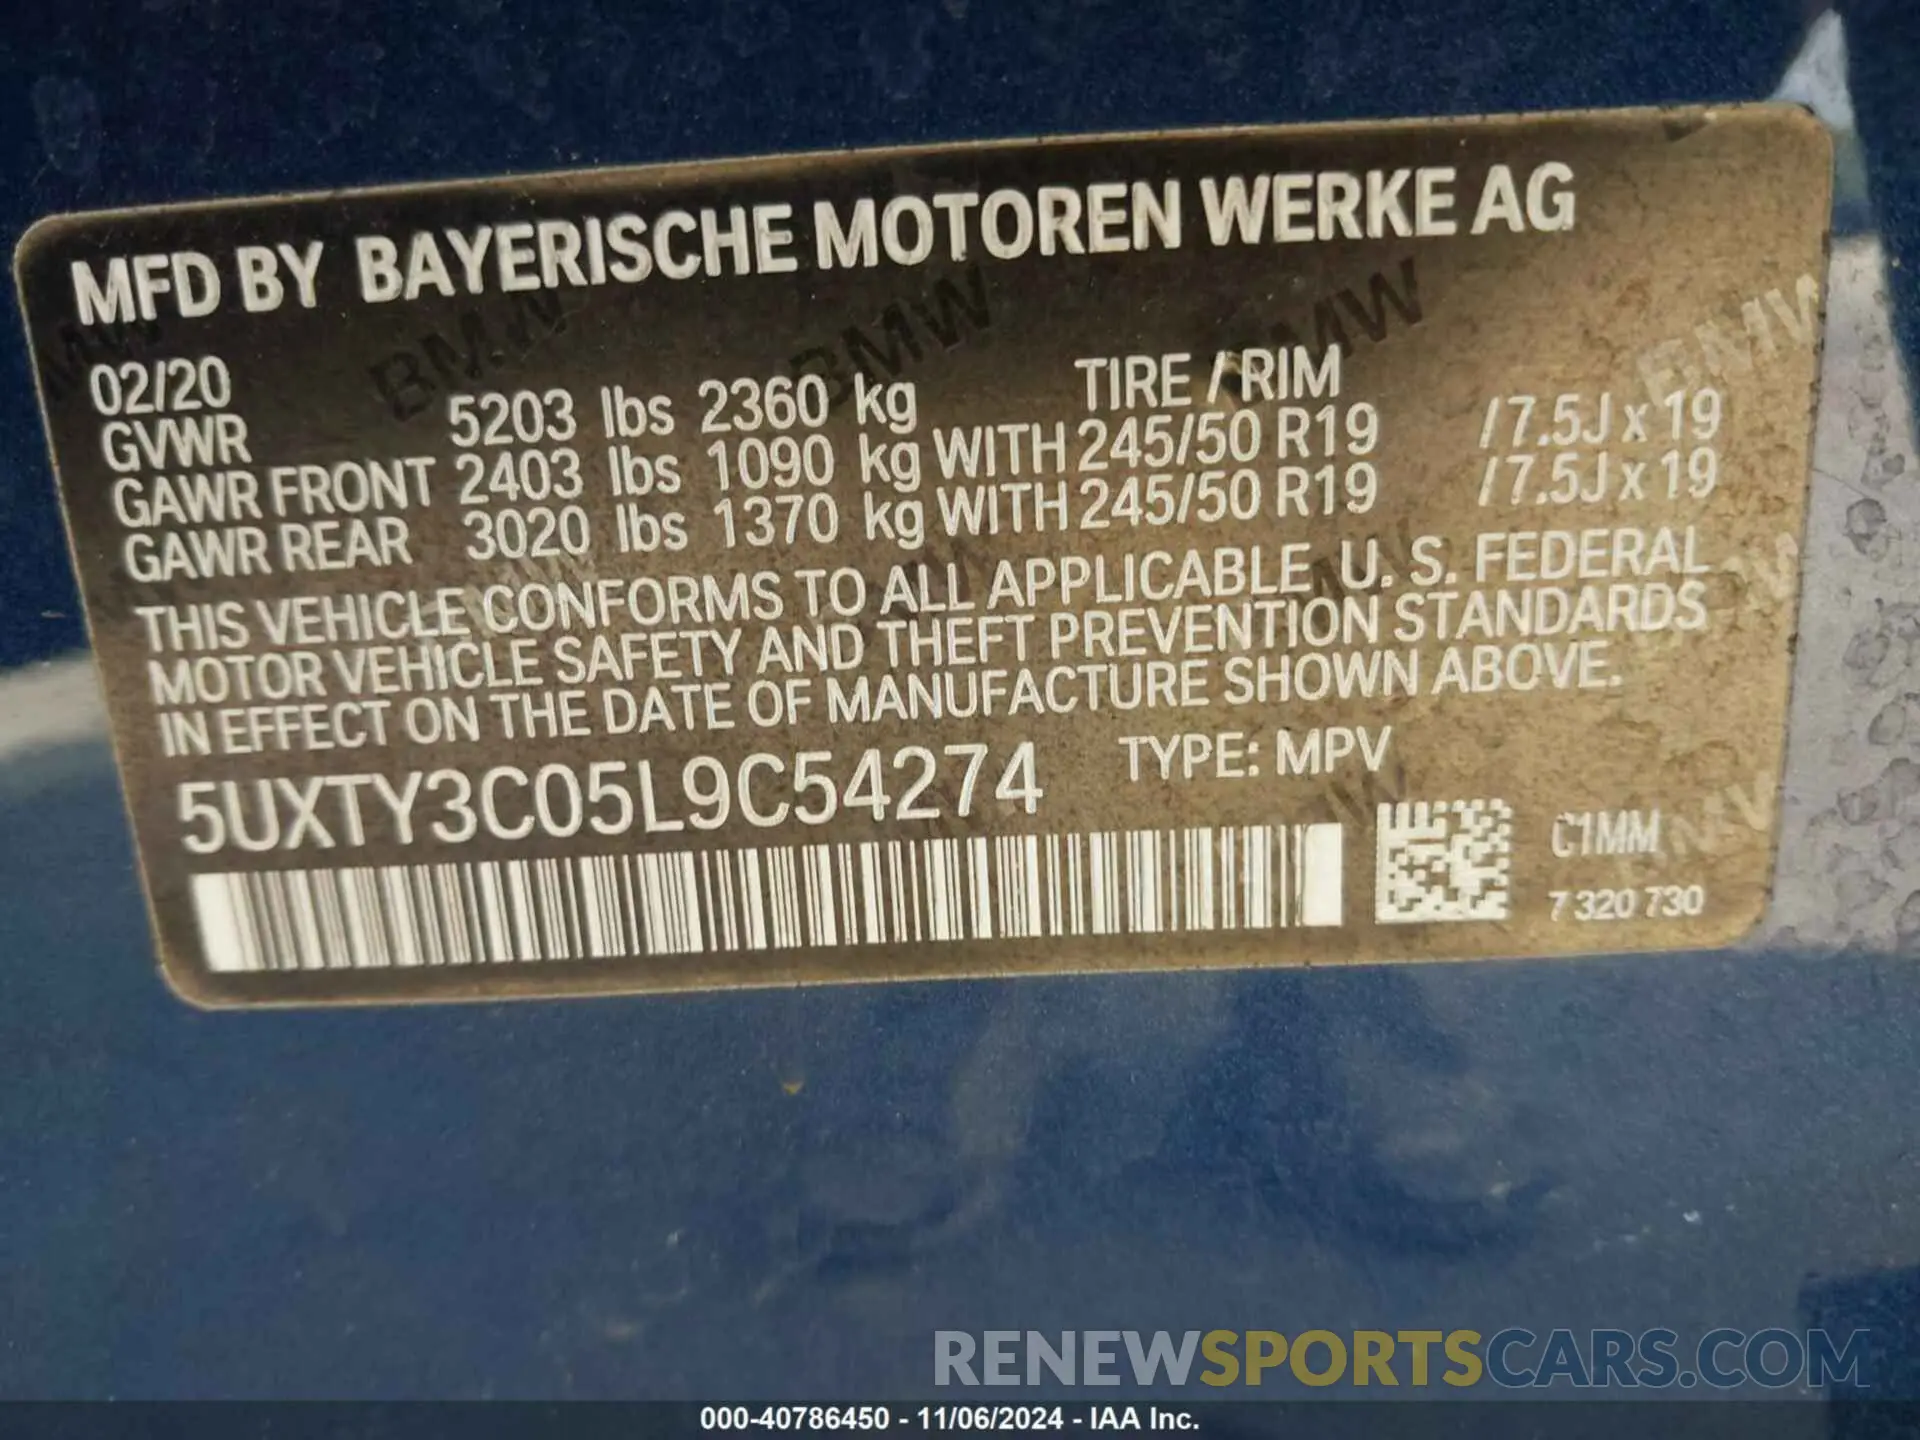 MFD BY BAYERISCHE MOTOREN WERKE AG
02/20 TIRE / RIM
GVWR 5203 lbs 2360 kg
GAWR FRONT 2403 lbs 1090 kg WITH 245/50 R19 /7.5J x 19
GAWR REAR 3020 lbs 1370 kg WITH 245/50 R19 /7.5J x 19
THIS VEHICLE CONFORMS TO ALL APPLICABLE U. S. FEDERAL
MOTOR VEHICLE SAFETY AND THEFT PREVENTION STANDARDS
IN EFFECT ON THE DATE OF MANUFACTURE SHOWN ABOVE.
5UXTY3C05L9C54274 TYPE: MPV
C1MM
7 320 730
RENEWSPORTSCARS.COM
000-40786450 - 11/06/2024 - IAA Inc.